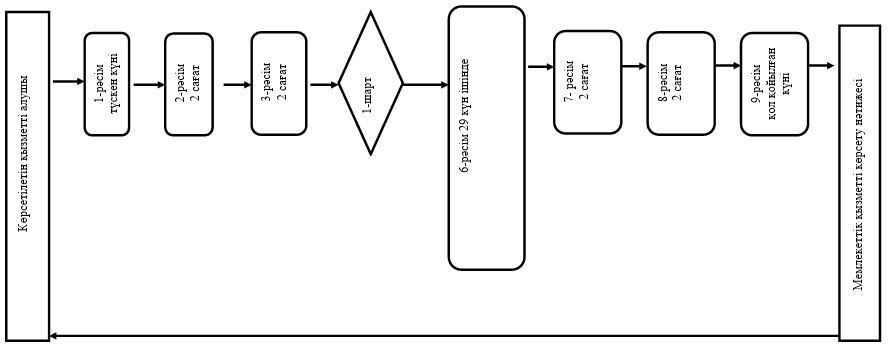 Көрсетілетін қызметті алушы
1-рәсім
түскен күні
2-рәсім
2 сағат
3-рәсім
2 сағат
1-шарт
6-рәсім 29 күн ішінде
7- рәсім
2 сағат
8-рәсім
2 сағат
9-рәсім
қол қойылған
күні
Мемлекеттік қызметті көрсету нәтижесі